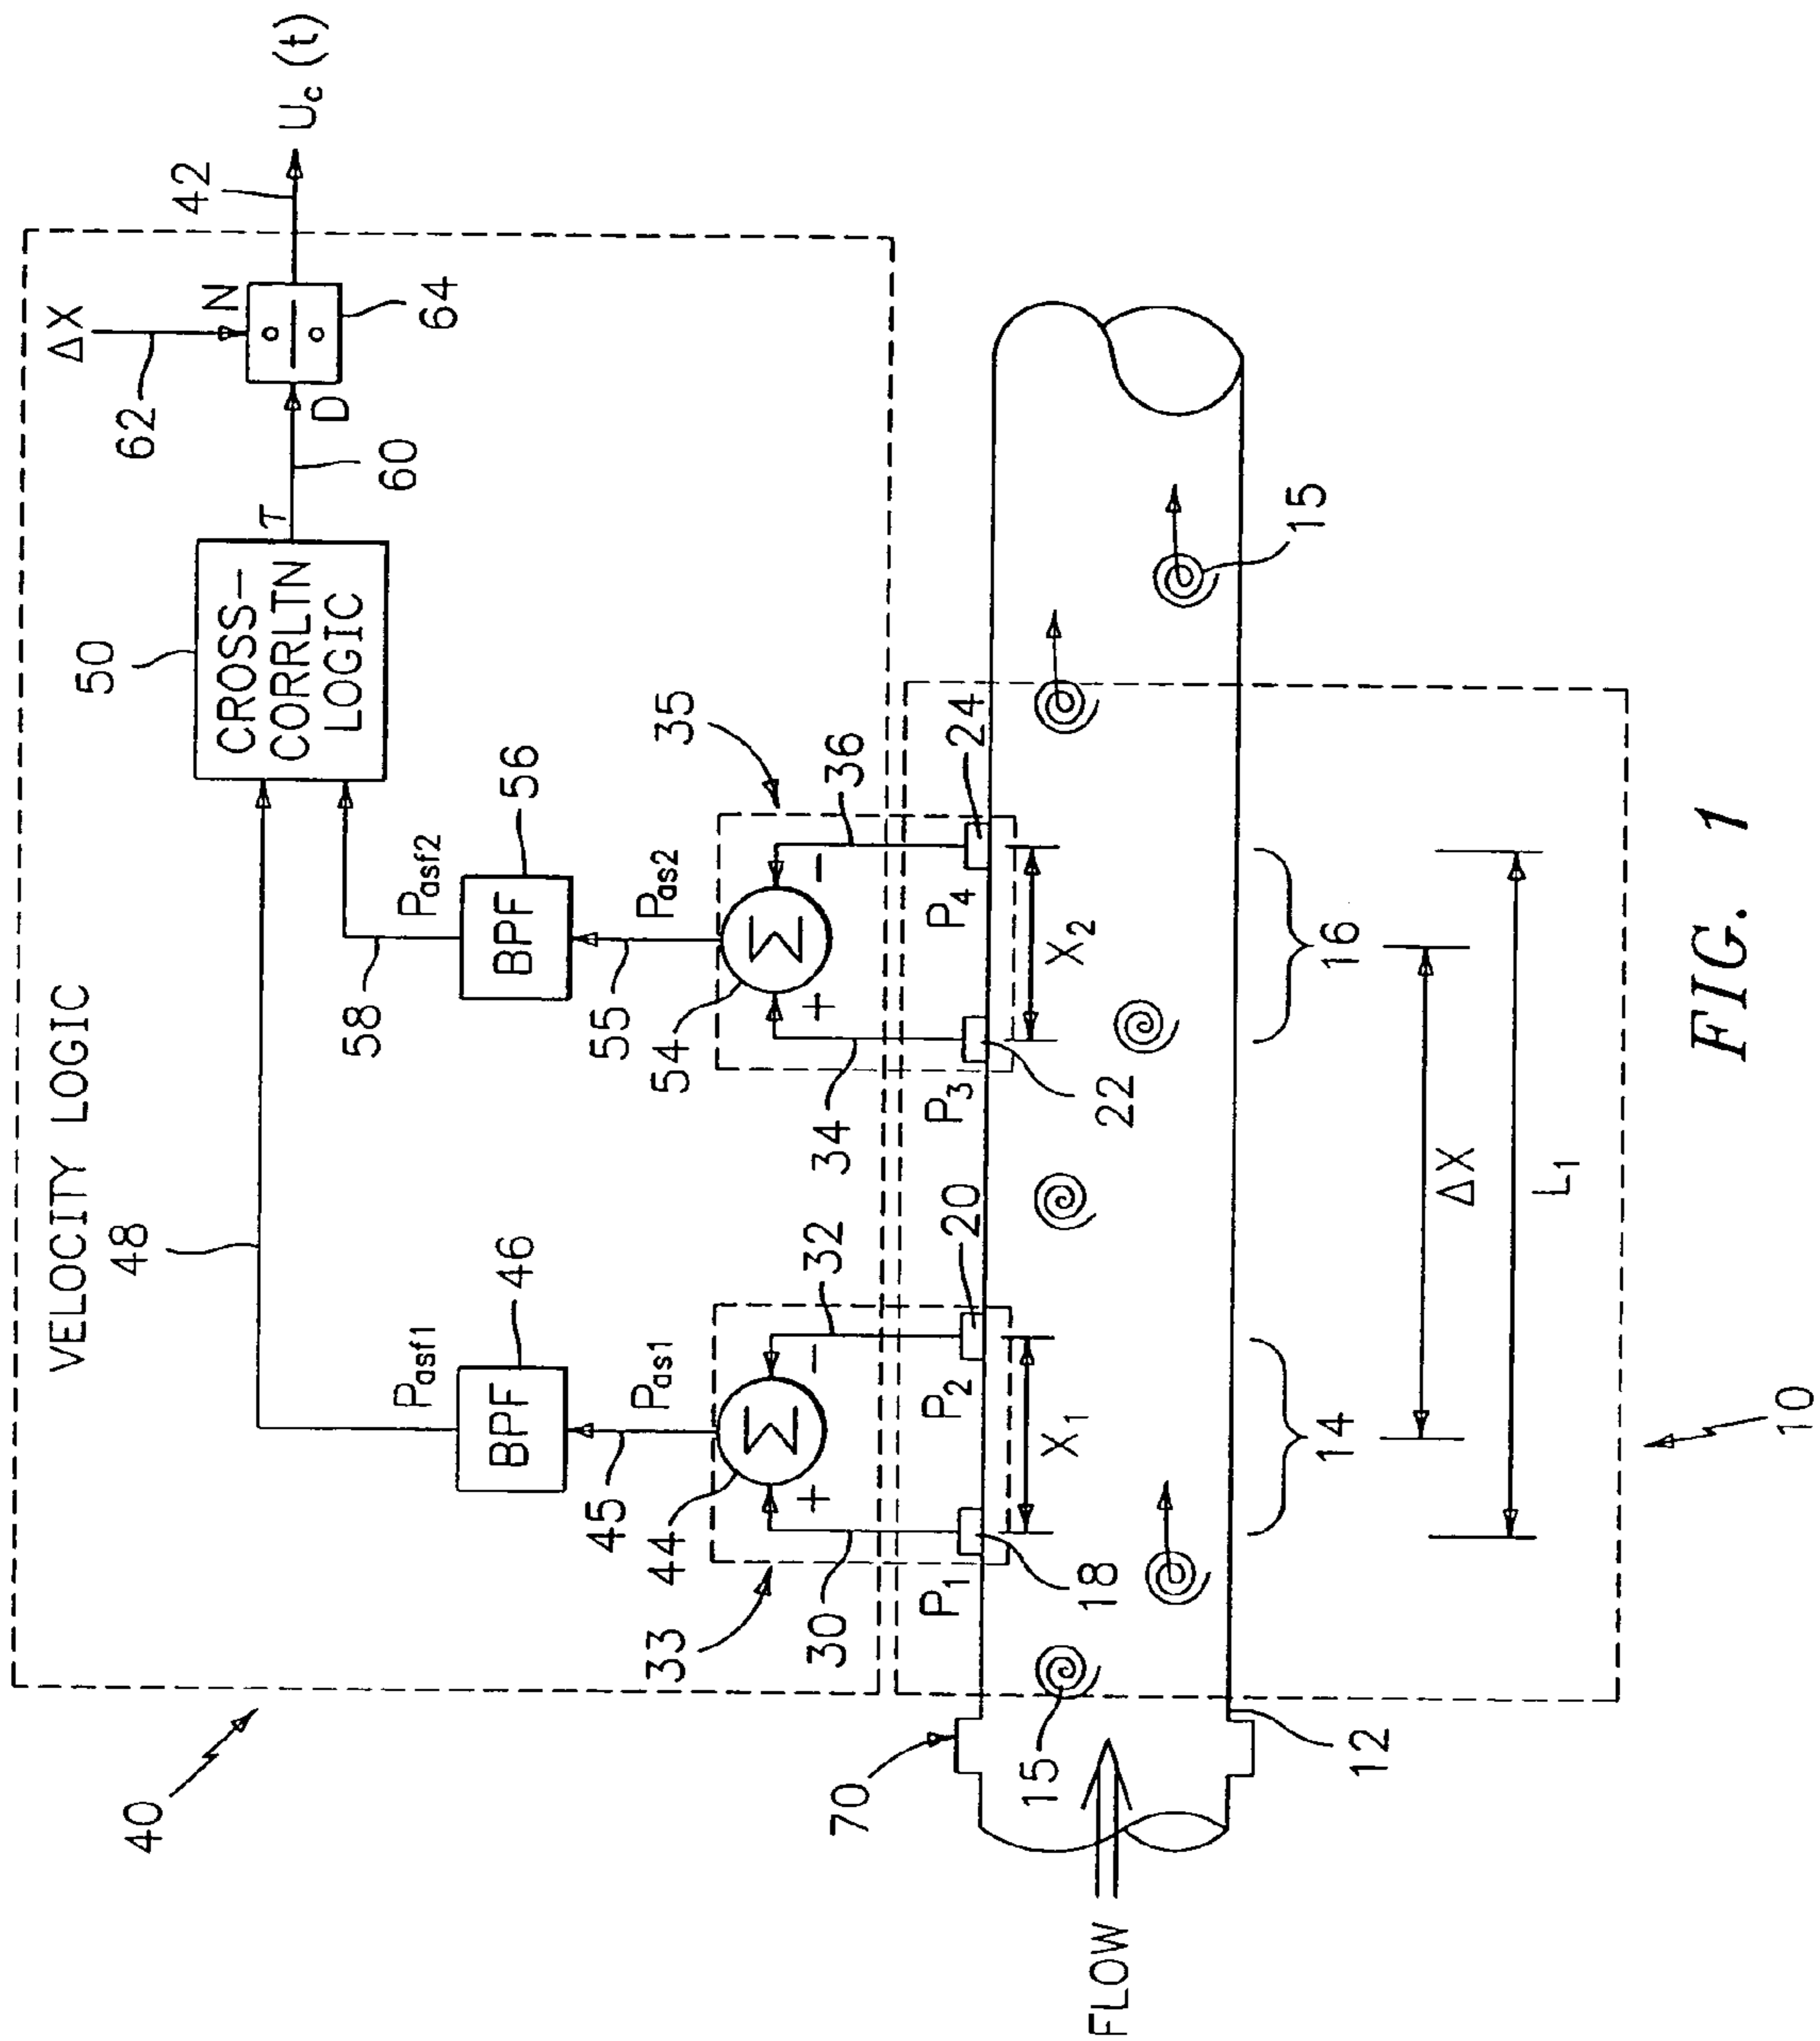 VELOCITY LOGIC
40
48
50
CROSS-
CORRLTN
LOGIC
τ
60
62
ΔX
N
D
64
42
Uc (t)
Pasf1
46
BPF
45
Pas1
44
Σ
+
-
33
30
32
Pasf2
58
56
BPF
55
Pas2
54
Σ
+
-
35
34
36
P1
18
P2
20
P3
22
P4
24
X1
X2
70
15
FLOW
12
14
16
15
ΔX
L1
10
FIG. 1